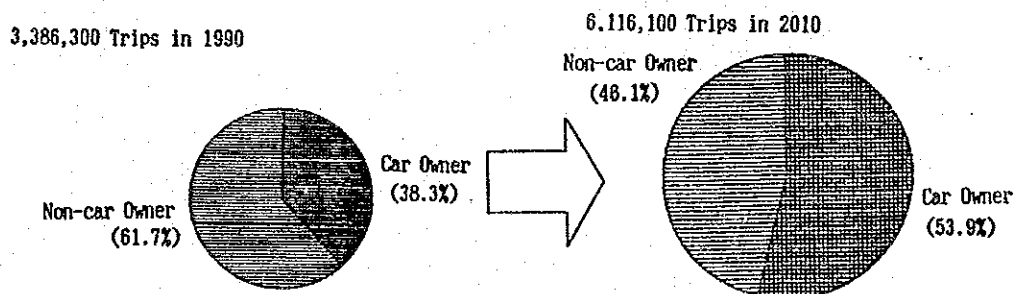 3,386,300 Trips in 1990
Non-car Owner
(61.7%)
Car Owner
(38.3%)
6.116,100 Trips in 2010
Non-car Owner
(46.1%)
Car Owner
(53.9%)